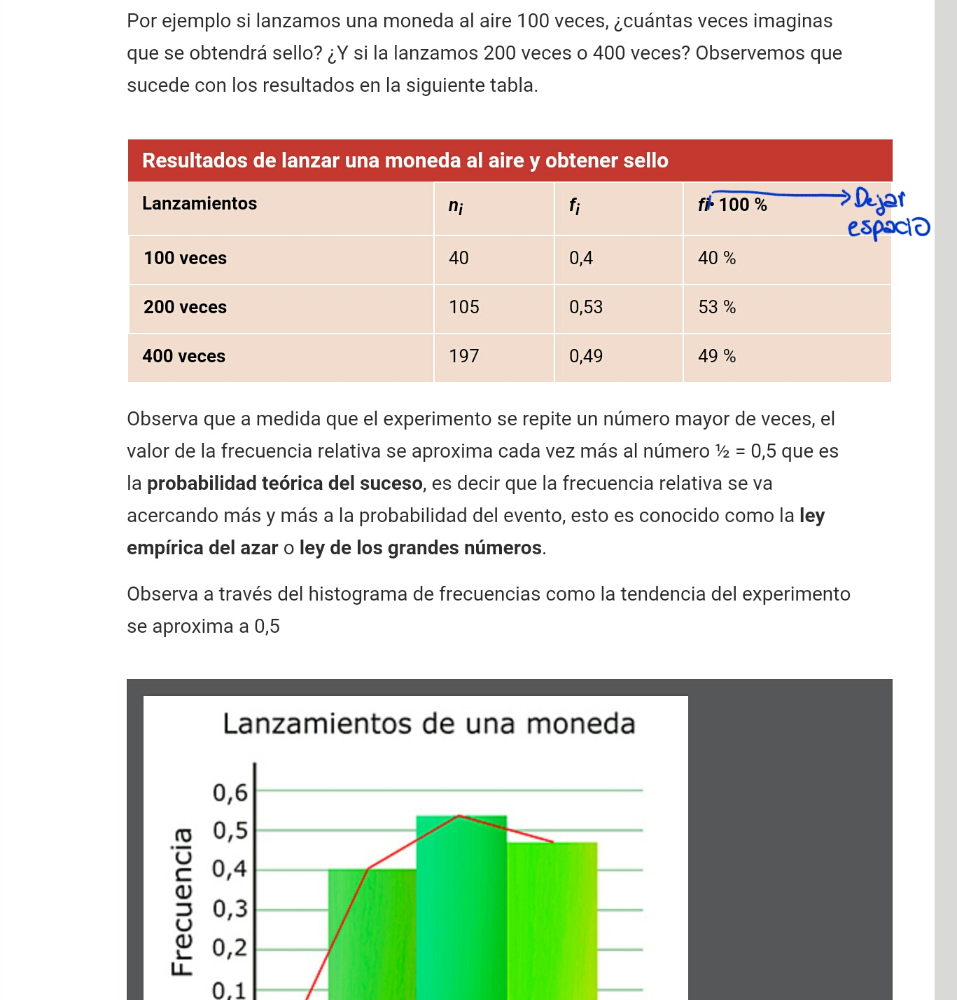 Por ejemplo si lanzamos una moneda al aire 100 veces, ¿cuántas veces imaginas
que se obtendrá sello? ¿Y si la lanzamos 200 veces o 400 veces? Observemos que
sucede con los resultados en la siguiente tabla.
Resultados de lanzar una moneda al aire y obtener sello
Lanzamientos ni fi fi· 100 % Dejar
espacio
100 veces 40 0,4 40 %
200 veces 105 0,53 53 %
400 veces 197 0,49 49 %
Observa que a medida que el experimento se repite un número mayor de veces, el
valor de la frecuencia relativa se aproxima cada vez más al número ½ = 0,5 que es
la probabilidad teórica del suceso, es decir que la frecuencia relativa se va
acercando más y más a la probabilidad del evento, esto es conocido como la ley
empírica del azar o ley de los grandes números.
Observa a través del histograma de frecuencias como la tendencia del experimento
se aproxima a 0,5
Lanzamientos de una moneda
Frecuencia
0,6
0,5
0,4
0,3
0,2
0,1